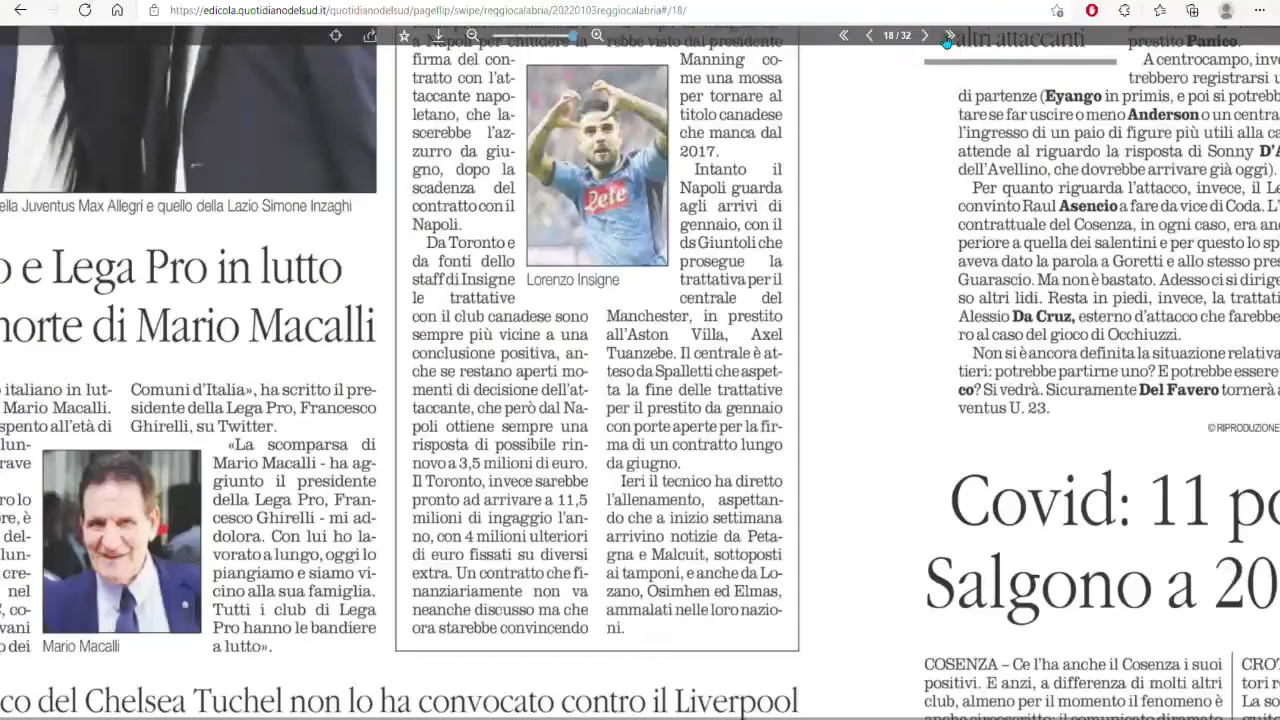 https://edicola.quotidianodelsud.it/quotidianodelsud/pageflip/swipe/reggiocalabria/20220103reggiocalabria#/18/
18 / 32
ella Juventus Max Allegri e quello della Lazio Simone Inzaghi
o e Lega Pro in lutto
morte di Mario Macalli
italiano in lut-
Mario Macalli.
spento all'età di
lun-
rave
ro lo
re, è
del-
lun-
cre-
nel
, co-
vani
o dei
Mario Macalli
Comuni d'Italia», ha scritto il pre-
sidente della Lega Pro, Francesco
Ghirelli, su Twitter.
«La scomparsa di
Mario Macalli - ha ag-
giunto il presidente
della Lega Pro, Fran-
cesco Ghirelli - mi ad-
dolora. Con lui ho la-
vorato a lungo, oggi lo
piangiamo e siamo vi-
cino alla sua famiglia.
Tutti i club di Lega
Pro hanno le bandiere
a lutto».
a Napoli per chiudere la
firma del con-
tratto con l'at-
taccante napo-
letano, che la-
scerebbe l'az-
zurro da giu-
gno, dopo la
scadenza del
contratto con il
Napoli.
Da Toronto e
da fonti dello
staff di Insigne
le trattative
con il club canadese sono
sempre più vicine a una
conclusione positiva, an-
che se restano aperti mo-
menti di decisione dell'at-
taccante, che però dal Na-
poli ottiene sempre una
risposta di possibile rin-
novo a 3,5 milioni di euro.
Il Toronto, invece sarebbe
pronto ad arrivare a 11,5
milioni di ingaggio l'an-
no, con 4 milioni ulteriori
di euro fissati su diversi
extra. Un contratto che fi-
nanziariamente non va
neanche discusso ma che
ora starebbe convincendo
Lete
Lorenzo Insigne
rebbe visto dal presidente
Manning co-
me una mossa
per tornare al
titolo canadese
che manca dal
2017.
Intanto il
Napoli guarda
agli arrivi di
gennaio, con il
ds Giuntoli che
prosegue la
trattativa per il
centrale del
Manchester, in prestito
all'Aston Villa, Axel
Tuanzebe. Il centrale è at-
teso da Spalletti che aspet-
ta la fine delle trattative
per il prestito da gennaio
con porte aperte per la fir-
ma di un contratto lungo
da giugno.
Ieri il tecnico ha diretto
l'allenamento, aspettan-
do che a inizio settimana
arrivino notizie da Peta-
gna e Malcuit, sottoposti
ai tamponi, e anche da Lo-
zano, Osimhen ed Elmas,
ammalati nelle loro nazio-
ni.
co del Chelsea Tuchel non lo ha convocato contro il Liverpool
altri attaccanti
prestito Panico.
A centrocampo, inve
trebbero registrarsi u
di partenze (Eyango in primis, e poi si potrebb
tare se far uscire o meno Anderson o un centra
l'ingresso di un paio di figure più utili alla ca
attende al riguardo la risposta di Sonny D'A
dell'Avellino, che dovrebbe arrivare già oggi).
Per quanto riguarda l'attacco, invece, il Le
convinto Raul Asencio a fare da vice di Coda. L'
contrattuale del Cosenza, in ogni caso, era an
periore a quella dei salentini e per questo lo sp
aveva dato la parola a Goretti e allo stesso pres
Guarascio. Ma non è bastato. Adesso ci si dirige
so altri lidi. Resta in piedi, invece, la trattati
Alessio Da Cruz, esterno d'attacco che farebbe
ro al caso del gioco di Occhiuzzi.
Non si è ancora definita la situazione relativa
tieri: potrebbe partirne uno? E potrebbe essere
co? Si vedrà. Sicuramente Del Favero tornerà a
ventus U. 23.
© RIPRODUZIONE
Covid: 11 po
Salgono a 20
COSENZA – Ce l'ha anche il Cosenza i suoi
positivi. E anzi, a differenza di molti altri
club, almeno per il momento il fenomeno è
CROT
tori r
La so